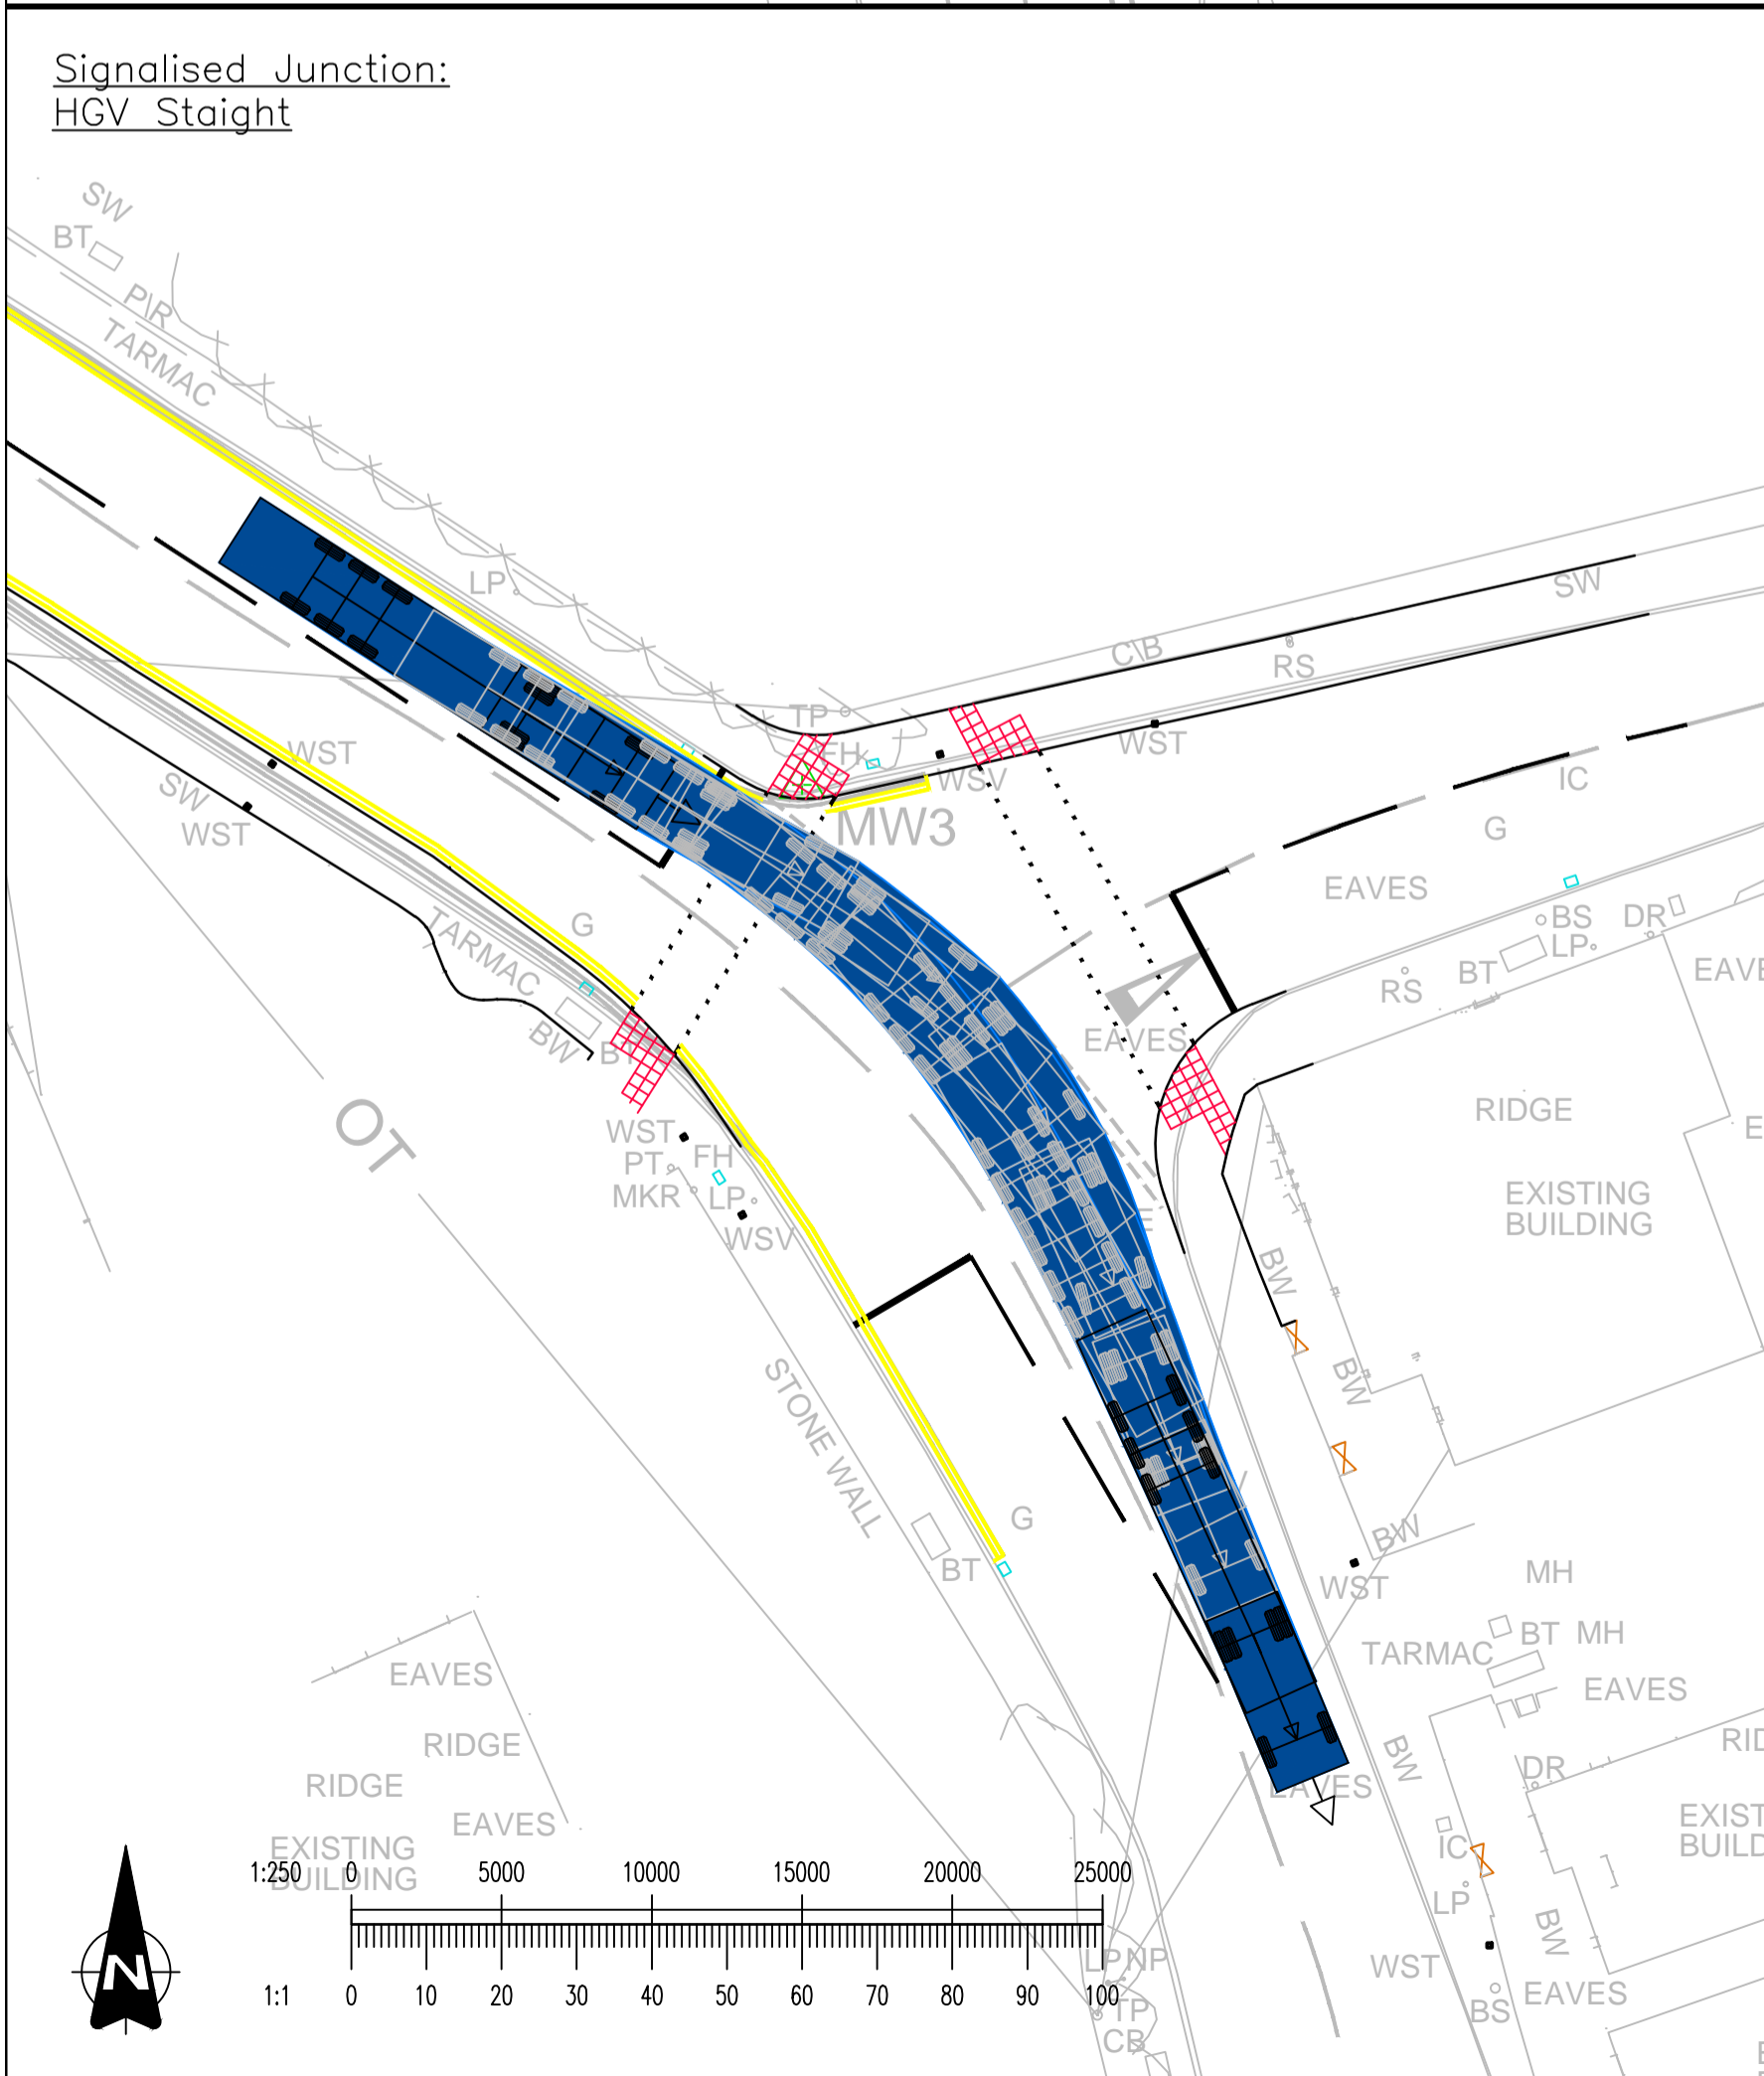 Signalised Junction:
HGV Staight
SW
BT
P\R
TARMAC
LP
SW
C\B
RS
TP
FH
WST
WSV
IC
MW3
G
WST
SW
WST
EAVES
G
TARMAC
BS
DR
LP
BT
RS
EAVES
BW
RIDGE
OT
WST
FH
PT
MKR
LP
WSV
EXISTING
BUILDING
BW
BW
STONE WALL
G
BT
BW
WST
MH
BT MH
TARMAC
EAVES
EAVES
RIDGE
RIDGE
EAVES
EXISTING
BUILDING
BW
DR
EAVES
IC
LP
BW
WST
EAVES
BS
1:250 0 5000 10000 15000 20000 25000
1:1 0 10 20 30 40 50 60 70 80 90 100
N
LP NP
TP
CB